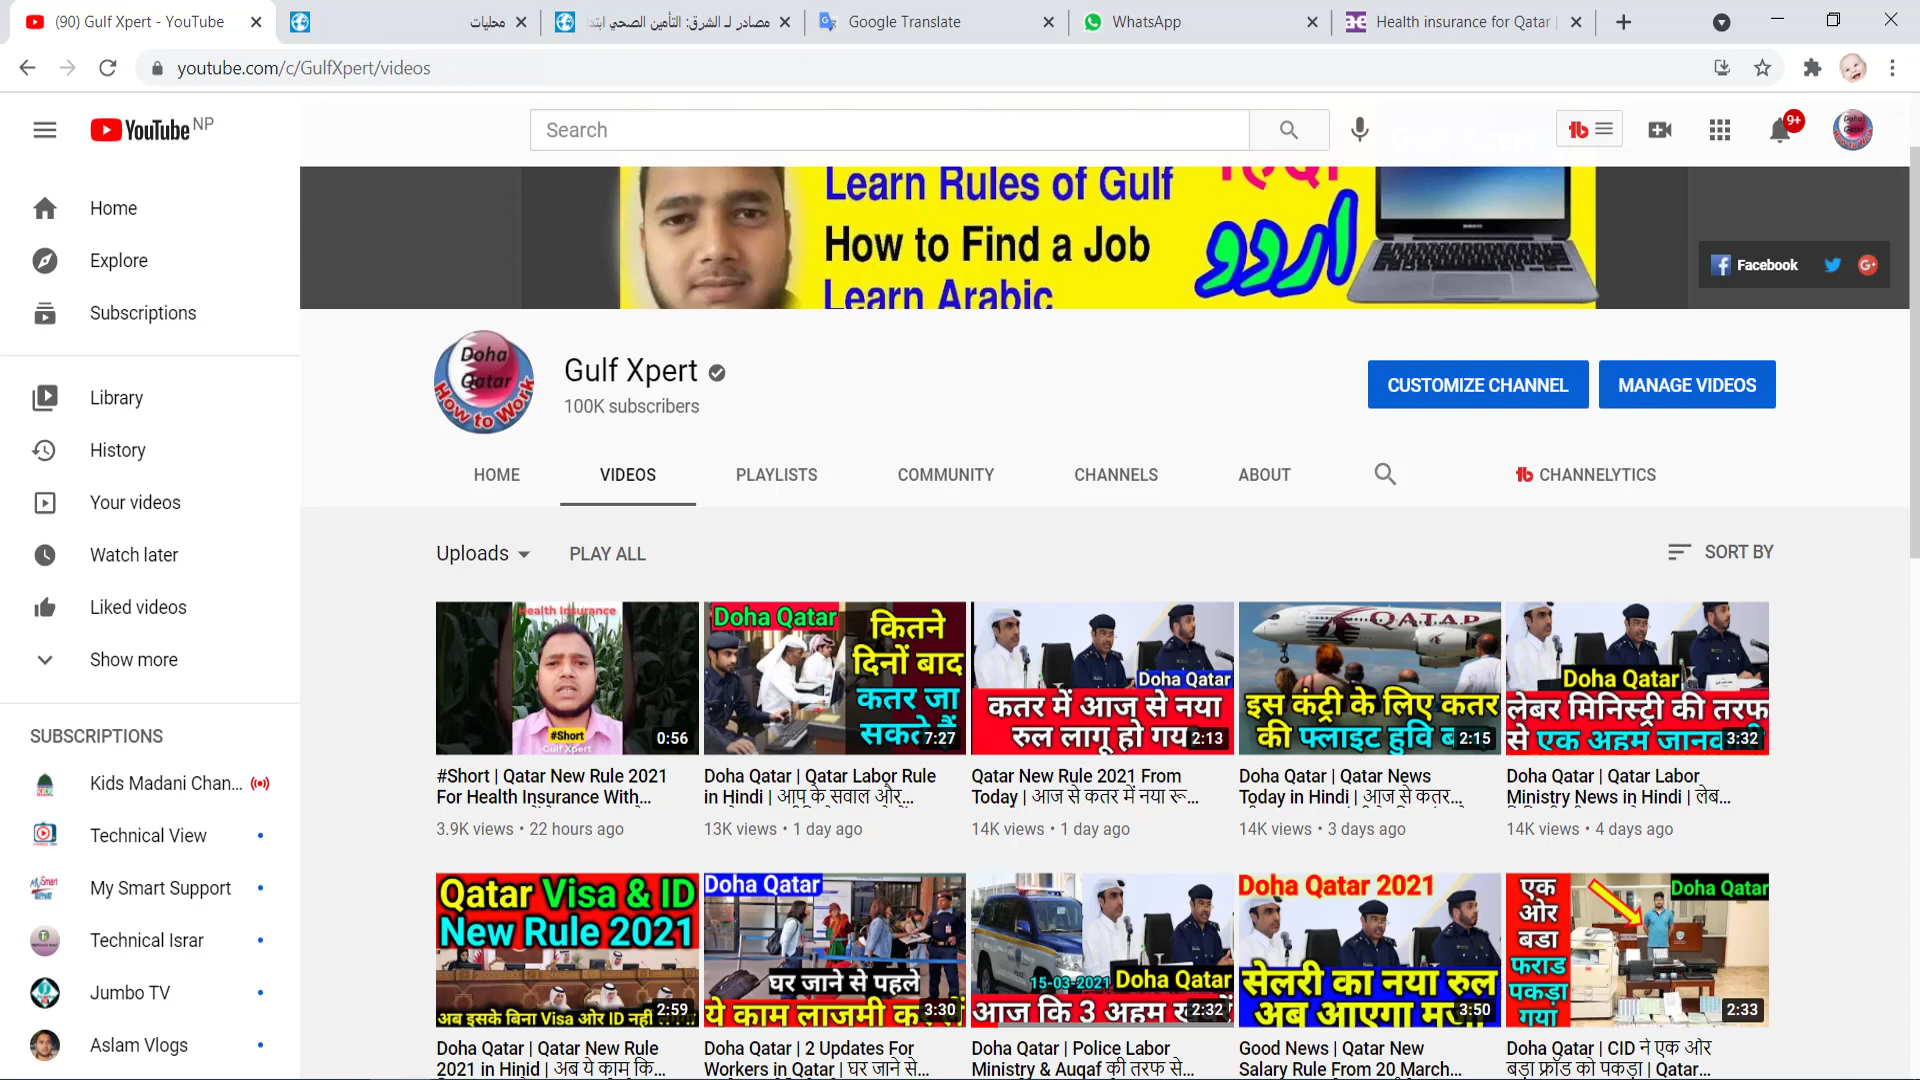 (90) Gulf Xpert - YouTube
محليات
مصادر لـ الشرق: التأمين الصحي ابتدا
Google Translate
WhatsApp
Health insurance for Qatar |
youtube.com/c/GulfXpert/videos
YouTube NP
Search
9+
Home
Explore
Subscriptions
Library
History
Your videos
Watch later
Liked videos
Show more
SUBSCRIPTIONS
Kids Madani Chan...
Technical View
My Smart Support
Technical Israr
Jumbo TV
Aslam Vlogs
Learn Rules of Gulf
How to Find a Job
Learn Arabic
हिंदी
اردو
Facebook
Doha
Qatar
How to Work
Gulf Xpert
100K subscribers
CUSTOMIZE CHANNEL
MANAGE VIDEOS
HOME
VIDEOS
PLAYLISTS
COMMUNITY
CHANNELS
ABOUT
CHANNELYTICS
Uploads
PLAY ALL
SORT BY
Health Insurance
#Short
Gulf Xpert
0:56
#Short | Qatar New Rule 2021
For Health Insurance With...
3.9K views • 22 hours ago
Doha Qatar
कितने
दिनों बाद
कतर जा
सकते हैं
7:27
Doha Qatar | Qatar Labor Rule
in Hindi | आप के सवाल और...
13K views • 1 day ago
Doha Qatar
कतर में आज से नया
रुल लागू हो गय
2:13
Qatar New Rule 2021 From
Today | आज से कतर में नया रू...
14K views • 1 day ago
QATAR
इस कंट्री के लिए कतर
की फ्लाइट हुवि ब
2:15
Doha Qatar | Qatar News
Today in Hindi | आज से कतर...
14K views • 3 days ago
Doha Qatar
लेबर मिनिस्ट्री की तरफ
से एक अहम जानक
3:32
Doha Qatar | Qatar Labor
Ministry News in Hindi | लेब...
14K views • 4 days ago
Qatar Visa & ID
New Rule 2021
अब इसके बिना Visa ओर ID नहीं
2:59
Doha Qatar | Qatar New Rule
2021 in Hinid | अब ये काम कि...
Doha Qatar
घर जाने से पहले
ये काम लाजमी कर लें
3:30
Doha Qatar | 2 Updates For
Workers in Qatar | घर जाने से...
15-03-2021 Doha Qatar
आज कि 3 अहम
2:32
Doha Qatar | Police Labor
Ministry & Auqaf की तरफ से...
Doha Qatar 2021
सेलरी का नया रुल
अब आएगा मजा
3:50
Good News | Qatar New
Salary Rule From 20 March...
एक
ओर
बडा
फराड
पकड़ा
गया
Doha Qatar
2:33
Doha Qatar | CID ने एक ओर
बड़ा फ्रॉड को पकड़ा | Qatar...